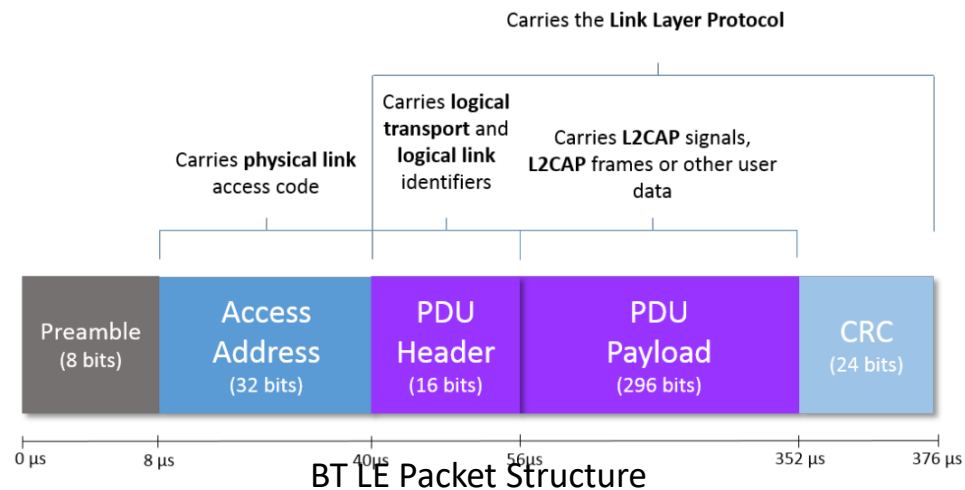 Carries the Link Layer Protocol
Carries logical
transport and
logical link
identifiers
Carries L2CAP signals,
L2CAP frames or other user
data
Carries physical link
access code
Preamble
(8 bits)
Access
Address
(32 bits)
PDU
Header
(16 bits)
PDU
Payload
(296 bits)
CRC
(24 bits)
0 µs
8 µs
40µs
56µs
352 µs
376 µs
BT LE Packet Structure